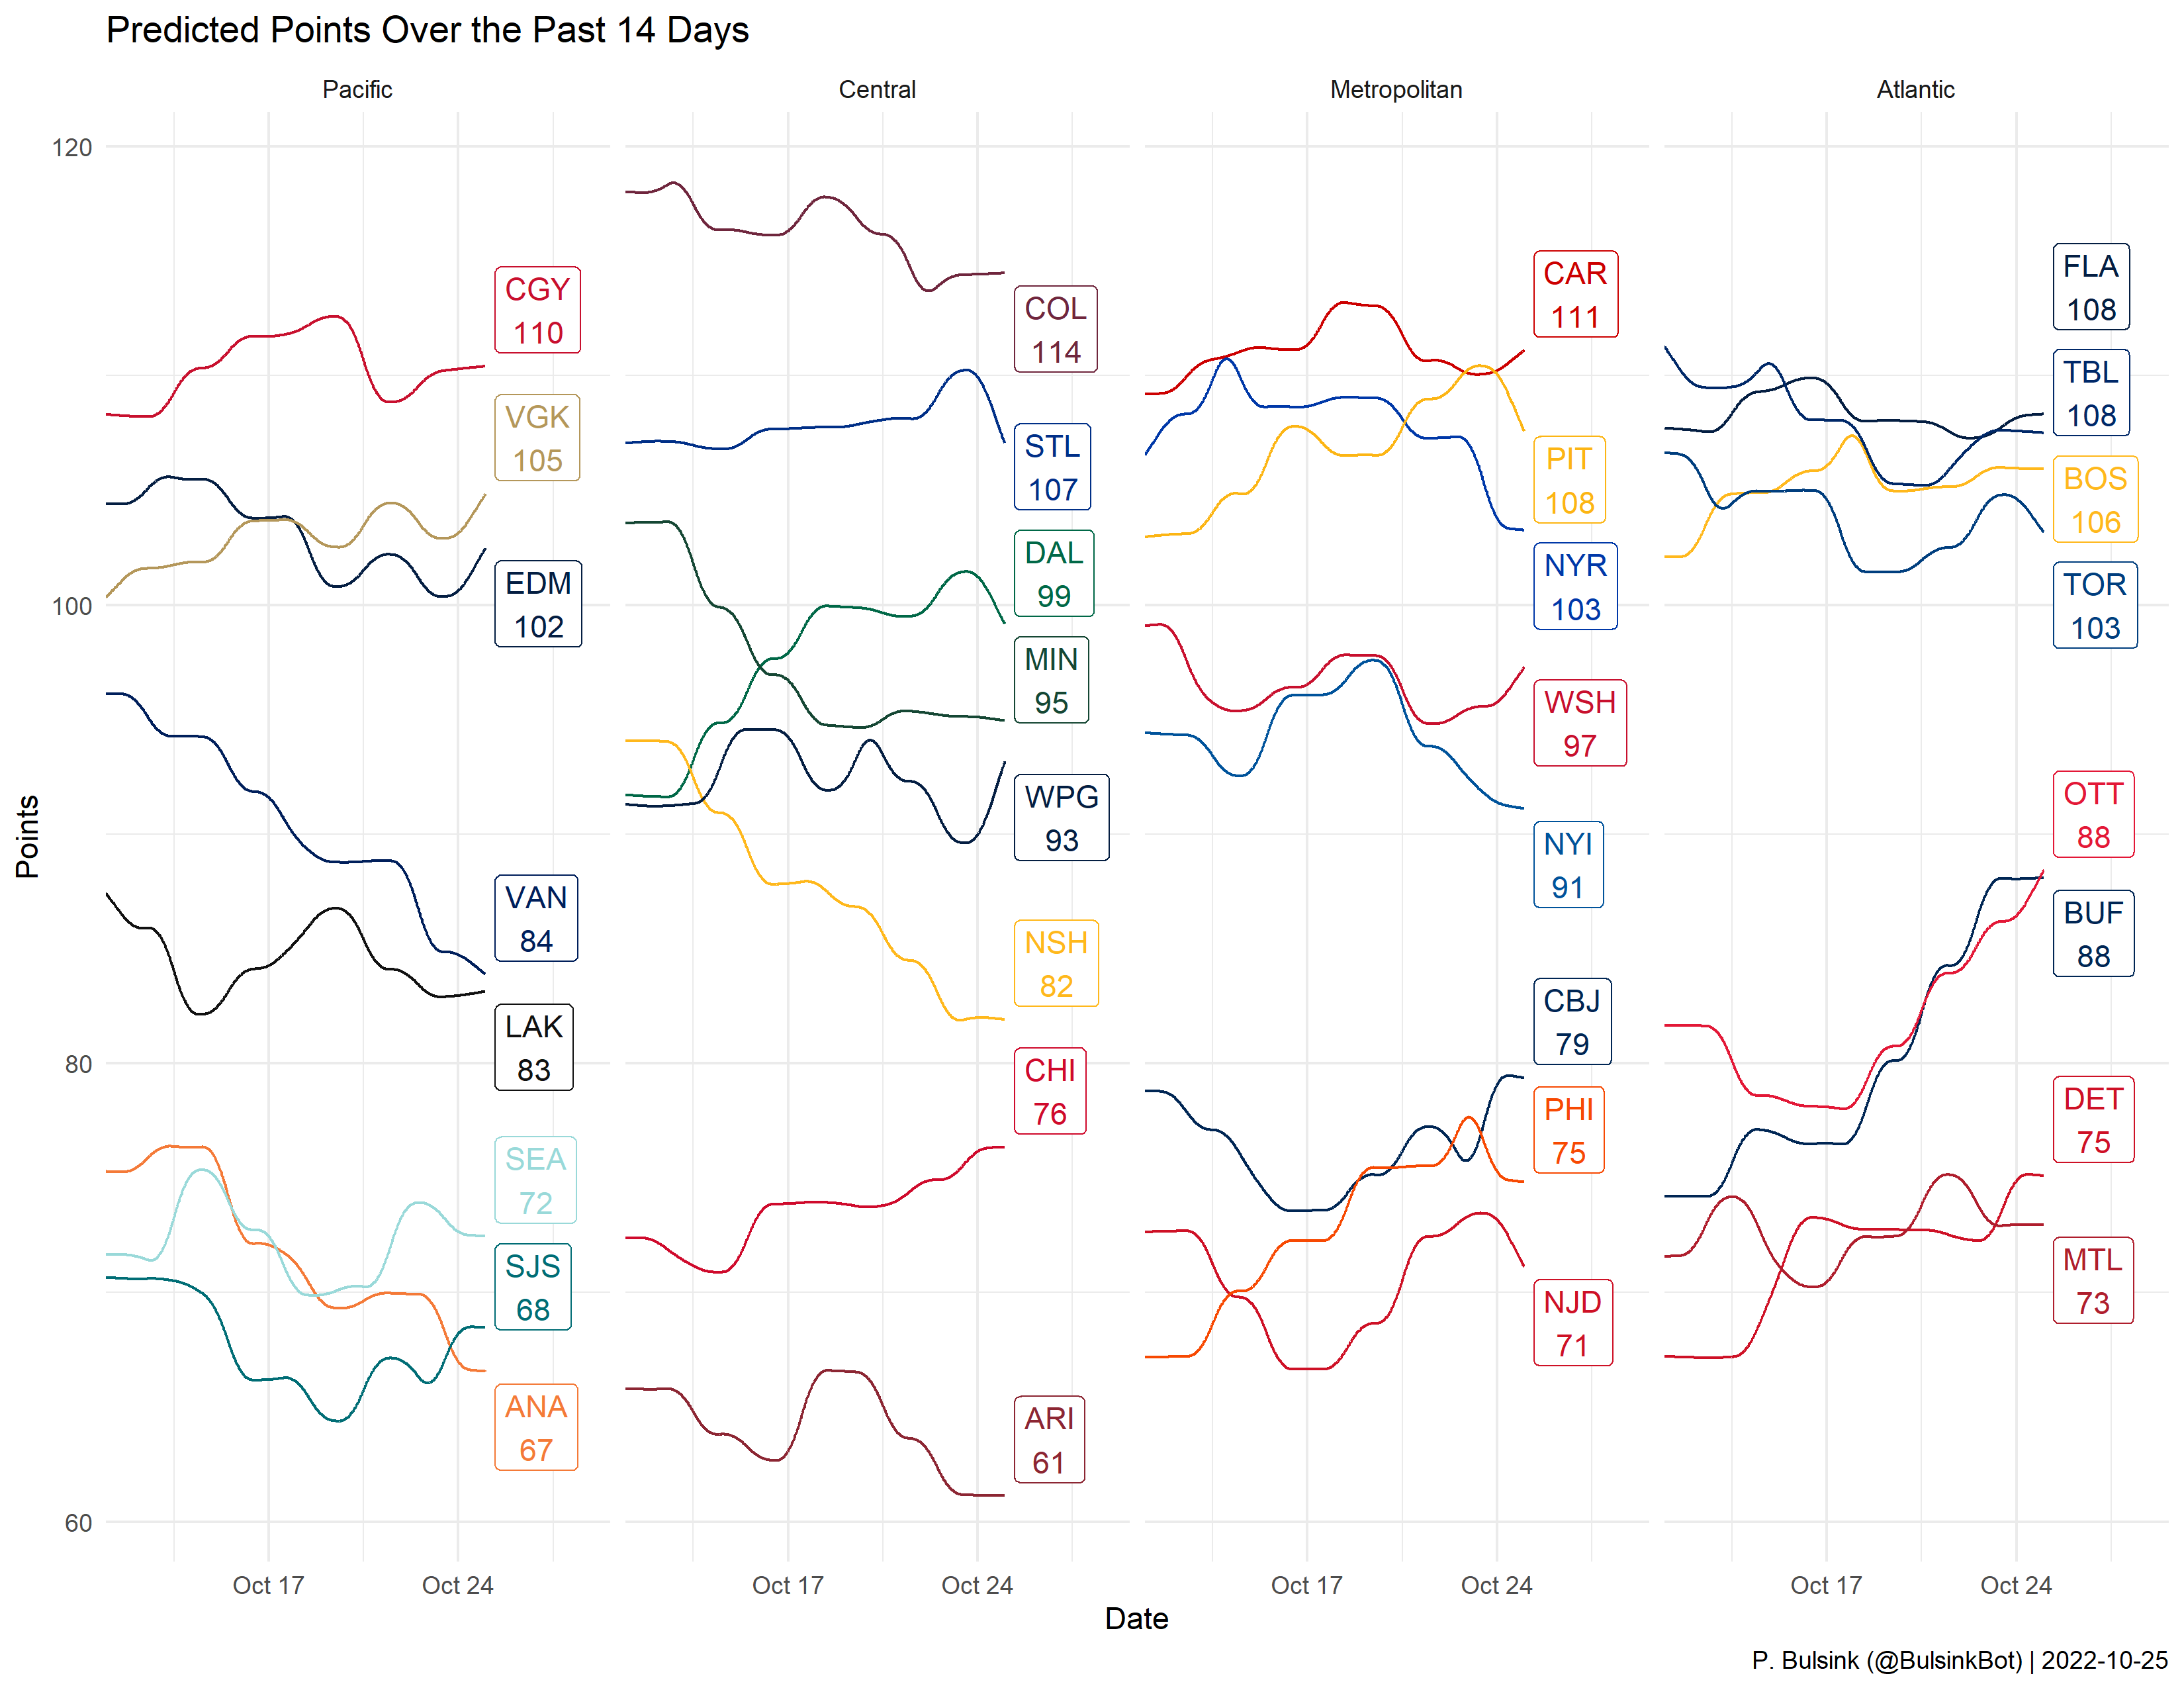 Predicted Points Over the Past 14 Days
Pacific
Central
Metropolitan
Atlantic
Points
120
100
80
60
CGY
110
VGK
105
EDM
102
VAN
84
LAK
83
SEA
72
SJS
68
ANA
67
COL
114
STL
107
DAL
99
MIN
95
WPG
93
NSH
82
CHI
76
ARI
61
CAR
111
PIT
108
NYR
103
WSH
97
NYI
91
CBJ
79
PHI
75
NJD
71
FLA
108
TBL
108
BOS
106
TOR
103
OTT
88
BUF
88
DET
75
MTL
73
Oct 17
Oct 24
Oct 17
Oct 24
Oct 17
Oct 24
Oct 17
Oct 24
Date
P. Bulsink (@BulsinkBot) | 2022-10-25